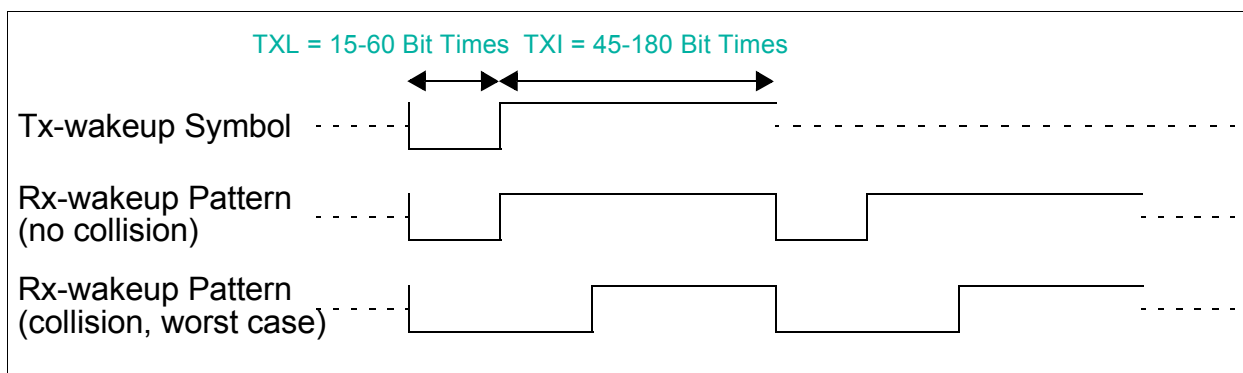 TXL = 15-60 Bit Times TXI = 45-180 Bit Times
Tx-wakeup Symbol
Rx-wakeup Pattern
(no collision)
Rx-wakeup Pattern
(collision, worst case)